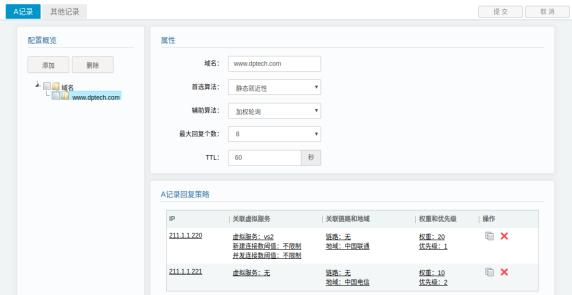 A记录 其他记录 提 交 取 消
配置概览
添加 删除
域名
www.dptech.com
属性
域名： www.dptech.com
首选算法： 静态就近性
辅助算法： 加权轮询
最大回复个数： 8
TTL： 60 秒
A记录回复策略
IP 关联虚拟服务 关联链路和地域 权重和优先级 操作
211.1.1.220 虚拟服务：vs2 链路：无 权重：20
新建连接数阈值：不限制 地域：中国联通 优先级：1
并发连接数阈值：不限制
211.1.1.221 虚拟服务：无 链路：无 权重：10
地域：中国电信 优先级：2